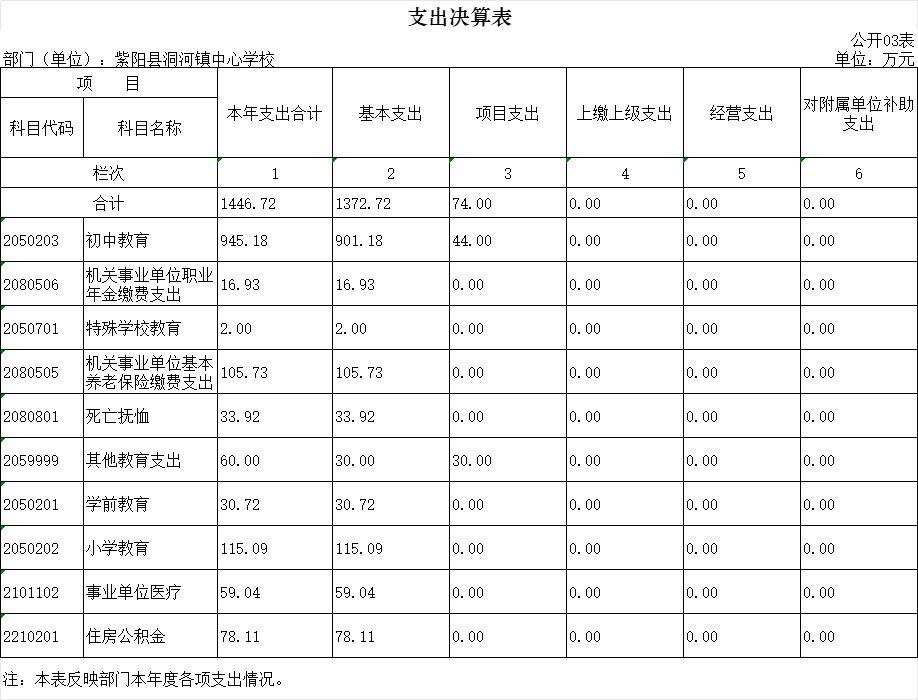 支出决算表
公开03表
部门（单位）：紫阳县洞河镇中心学校 单位：万元
项 目 本年支出合计 基本支出 项目支出 上缴上级支出 经营支出 对附属单位补助支出
科目代码 科目名称
栏次 1 2 3 4 5 6
合计 1446.72 1372.72 74.00 0.00 0.00 0.00
2050203 初中教育 945.18 901.18 44.00 0.00 0.00 0.00
2080506 机关事业单位职业年金缴费支出 16.93 16.93 0.00 0.00 0.00 0.00
2050701 特殊学校教育 2.00 2.00 0.00 0.00 0.00 0.00
2080505 机关事业单位基本养老保险缴费支出 105.73 105.73 0.00 0.00 0.00 0.00
2080801 死亡抚恤 33.92 33.92 0.00 0.00 0.00 0.00
2059999 其他教育支出 60.00 30.00 30.00 0.00 0.00 0.00
2050201 学前教育 30.72 30.72 0.00 0.00 0.00 0.00
2050202 小学教育 115.09 115.09 0.00 0.00 0.00 0.00
2101102 事业单位医疗 59.04 59.04 0.00 0.00 0.00 0.00
2210201 住房公积金 78.11 78.11 0.00 0.00 0.00 0.00
注：本表反映部门本年度各项支出情况。